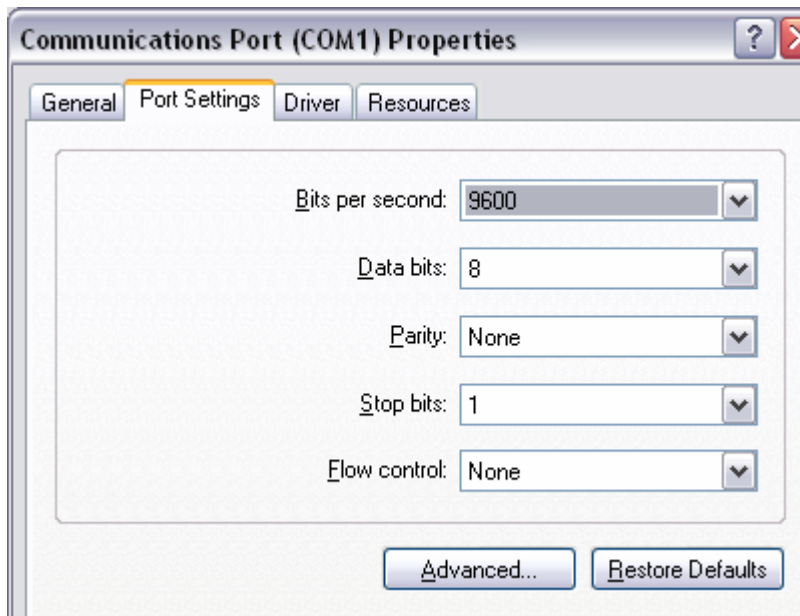 Communications Port (COM1) Properties
General Port Settings Driver Resources
Bits per second: 9600
Data bits: 8
Parity: None
Stop bits: 1
Flow control: None
Advanced... Restore Defaults